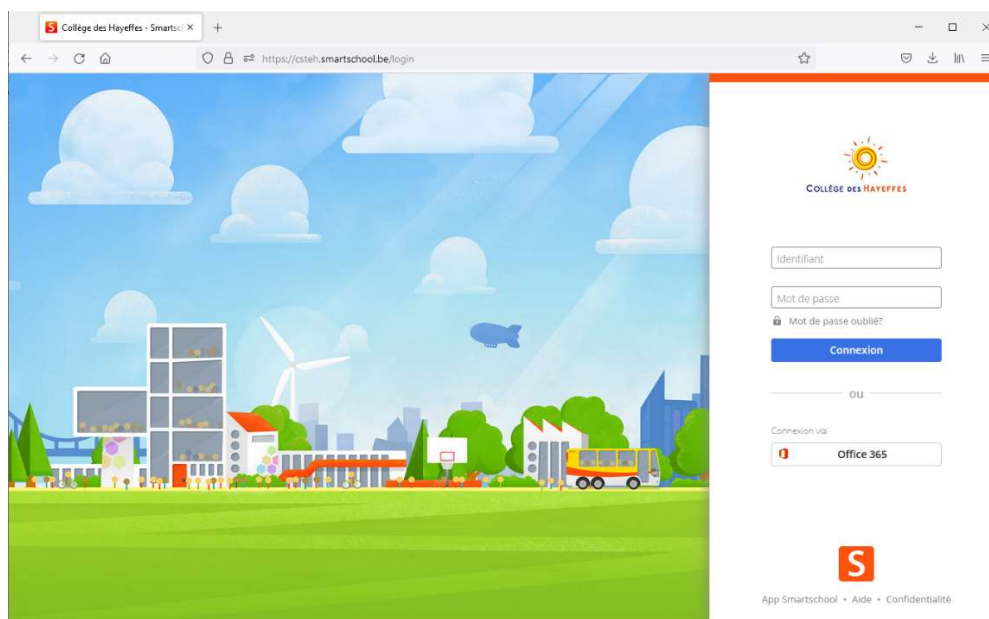 Collège des Hayeffes - Smartsc
https://csteh.smartschool.be/login
COLLÈGE DES HAYEFFES
Identifiant
Mot de passe
Mot de passe oublié?
Connexion
ou
Connexion via
Office 365
S
App Smartschool • Aide • Confidentialité